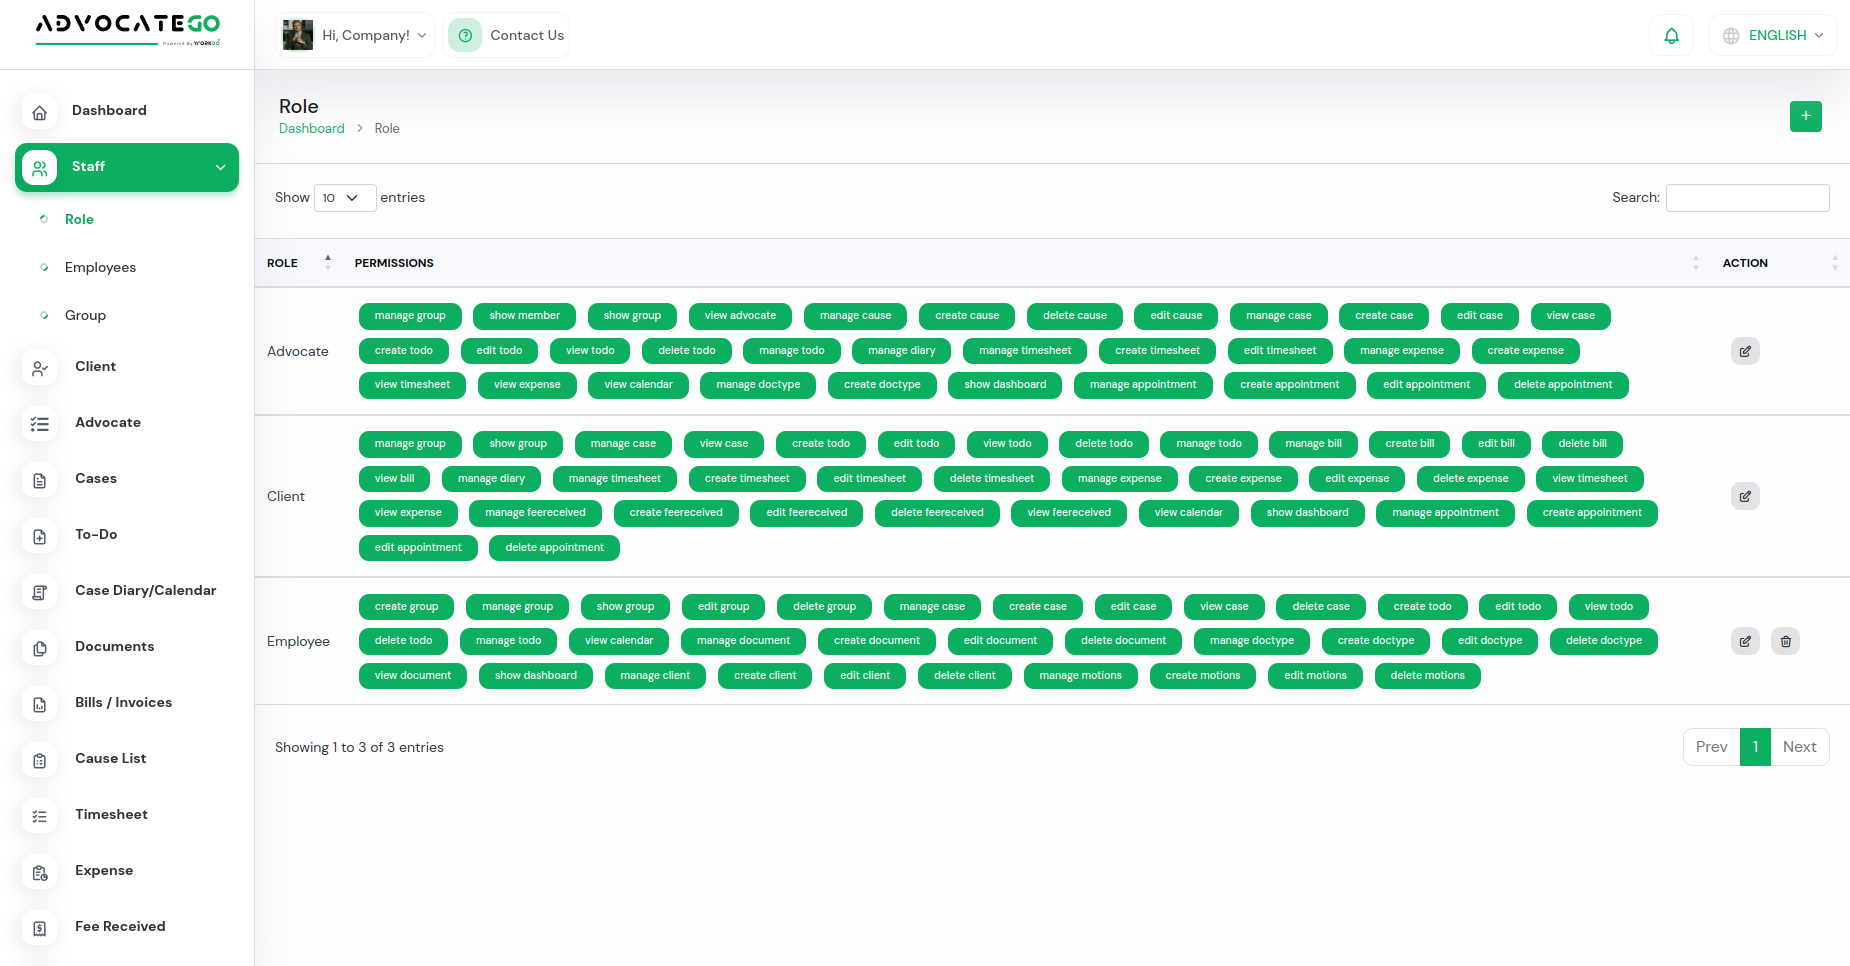 ADVOCATEGO
Powered By WORKDO
Hi, Company!
Contact Us
ENGLISH
Dashboard
Staff
Role
Employees
Group
Client
Advocate
Cases
To-Do
Case Diary/Calendar
Documents
Bills / Invoices
Cause List
Timesheet
Expense
Fee Received
Role
Dashboard > Role
+
Show 10 entries
Search:
ROLE PERMISSIONS ACTION
Advocate
manage group show member show group view advocate manage cause create cause delete cause edit cause manage case create case edit case view case
create todo edit todo view todo delete todo manage todo manage diary manage timesheet create timesheet edit timesheet manage expense create expense
view timesheet view expense view calendar manage doctype create doctype show dashboard manage appointment create appointment edit appointment delete appointment
Client
manage group show group manage case view case create todo edit todo view todo delete todo manage todo manage bill create bill edit bill delete bill
view bill manage diary manage timesheet create timesheet edit timesheet delete timesheet manage expense create expense edit expense delete expense view timesheet
view expense manage feereceived create feereceived edit feereceived delete feereceived view feereceived view calendar show dashboard manage appointment create appointment
edit appointment delete appointment
Employee
create group manage group show group edit group delete group manage case create case edit case view case delete case create todo edit todo view todo
delete todo manage todo view calendar manage document create document edit document delete document manage doctype create doctype edit doctype delete doctype
view document show dashboard manage client create client edit client delete client manage motions create motions edit motions delete motions
Showing 1 to 3 of 3 entries
Prev 1 Next